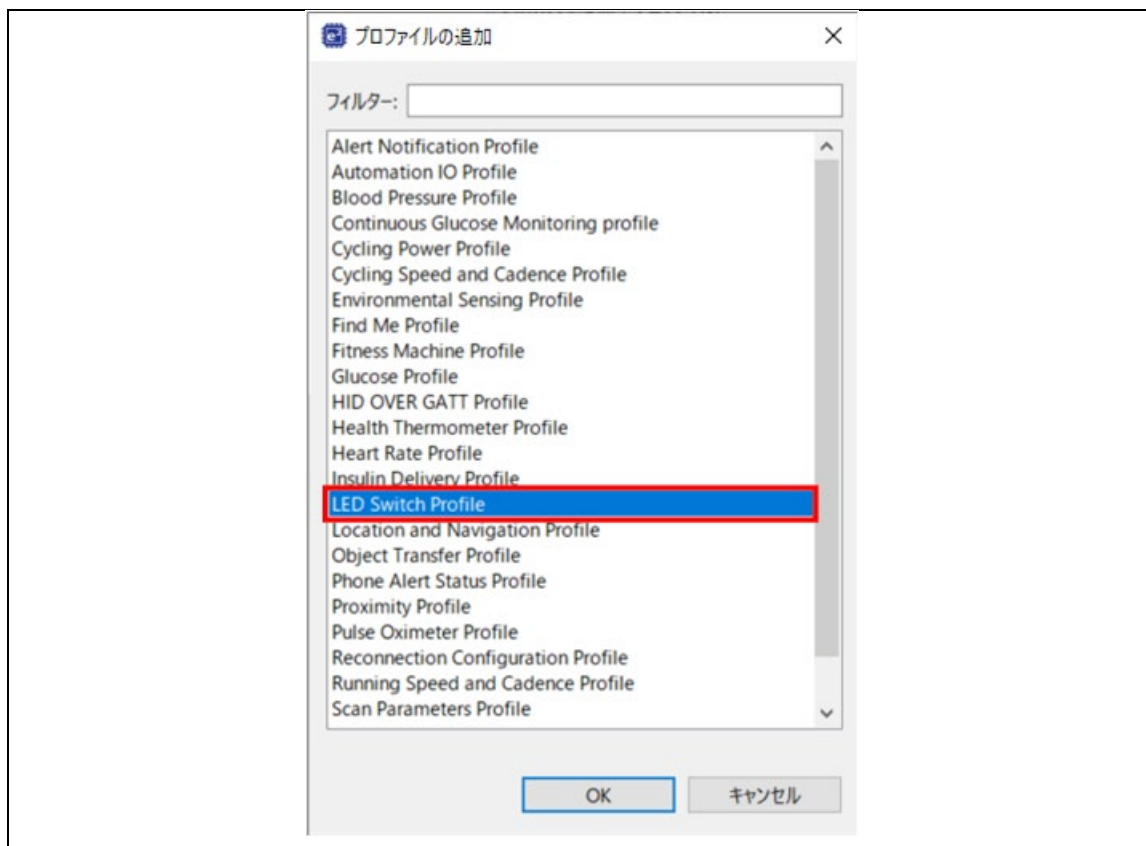 プロファイルの追加
フィルター:
Alert Notification Profile
Automation IO Profile
Blood Pressure Profile
Continuous Glucose Monitoring profile
Cycling Power Profile
Cycling Speed and Cadence Profile
Environmental Sensing Profile
Find Me Profile
Fitness Machine Profile
Glucose Profile
HID OVER GATT Profile
Health Thermometer Profile
Heart Rate Profile
Insulin Delivery Profile
LED Switch Profile
Location and Navigation Profile
Object Transfer Profile
Phone Alert Status Profile
Proximity Profile
Pulse Oximeter Profile
Reconnection Configuration Profile
Running Speed and Cadence Profile
Scan Parameters Profile
OK
キャンセル